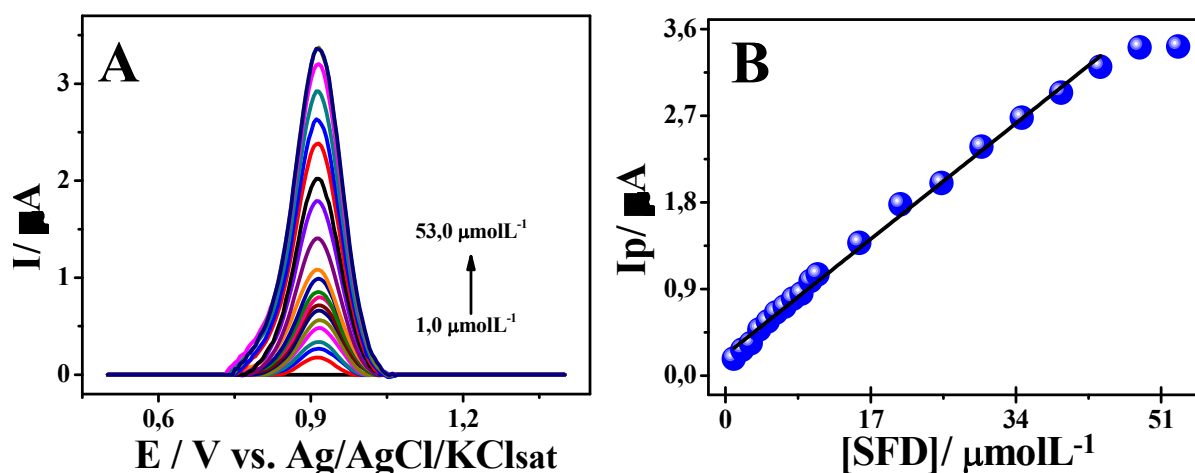 A
I/ μA
3
2
1
0
0,6
0,9
1,2
E / V vs. Ag/AgCl/KClsat
53,0 μmolL⁻¹
1,0 μmolL⁻¹
B
Ip/ μA
3,6
2,7
1,8
0,9
0,0
0
17
34
51
[SFD]/ μmolL⁻¹